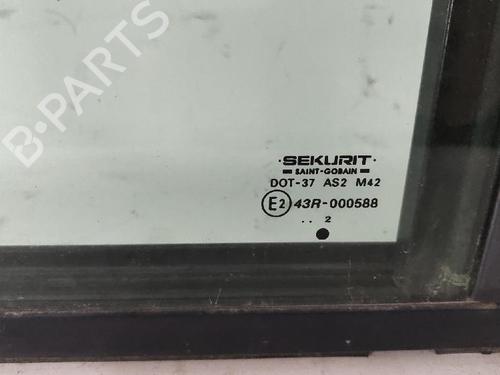 B-PARTS
·SEKURIT·
SAINT-GOBAIN
DOT-37 AS2 M42
E2 43R-000588
.. 2